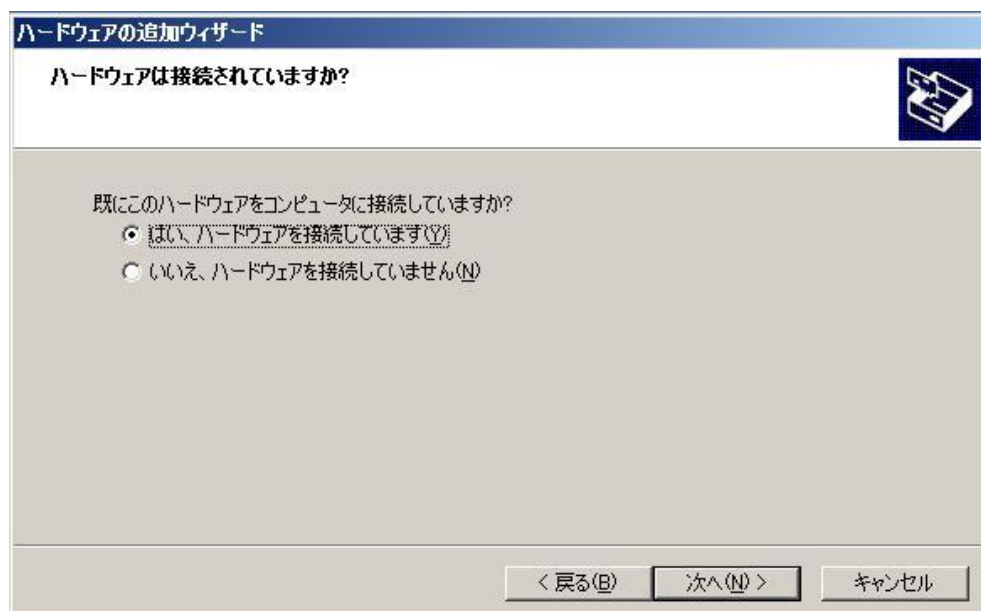 ハードウェアの追加ウィザード
ハードウェアは接続されていますか?
既にこのハードウェアをコンピュータに接続していますか?
はい、ハードウェアを接続しています(Y)
いいえ、ハードウェアを接続していません(N)
< 戻る(B)
次へ(N) >
キャンセル